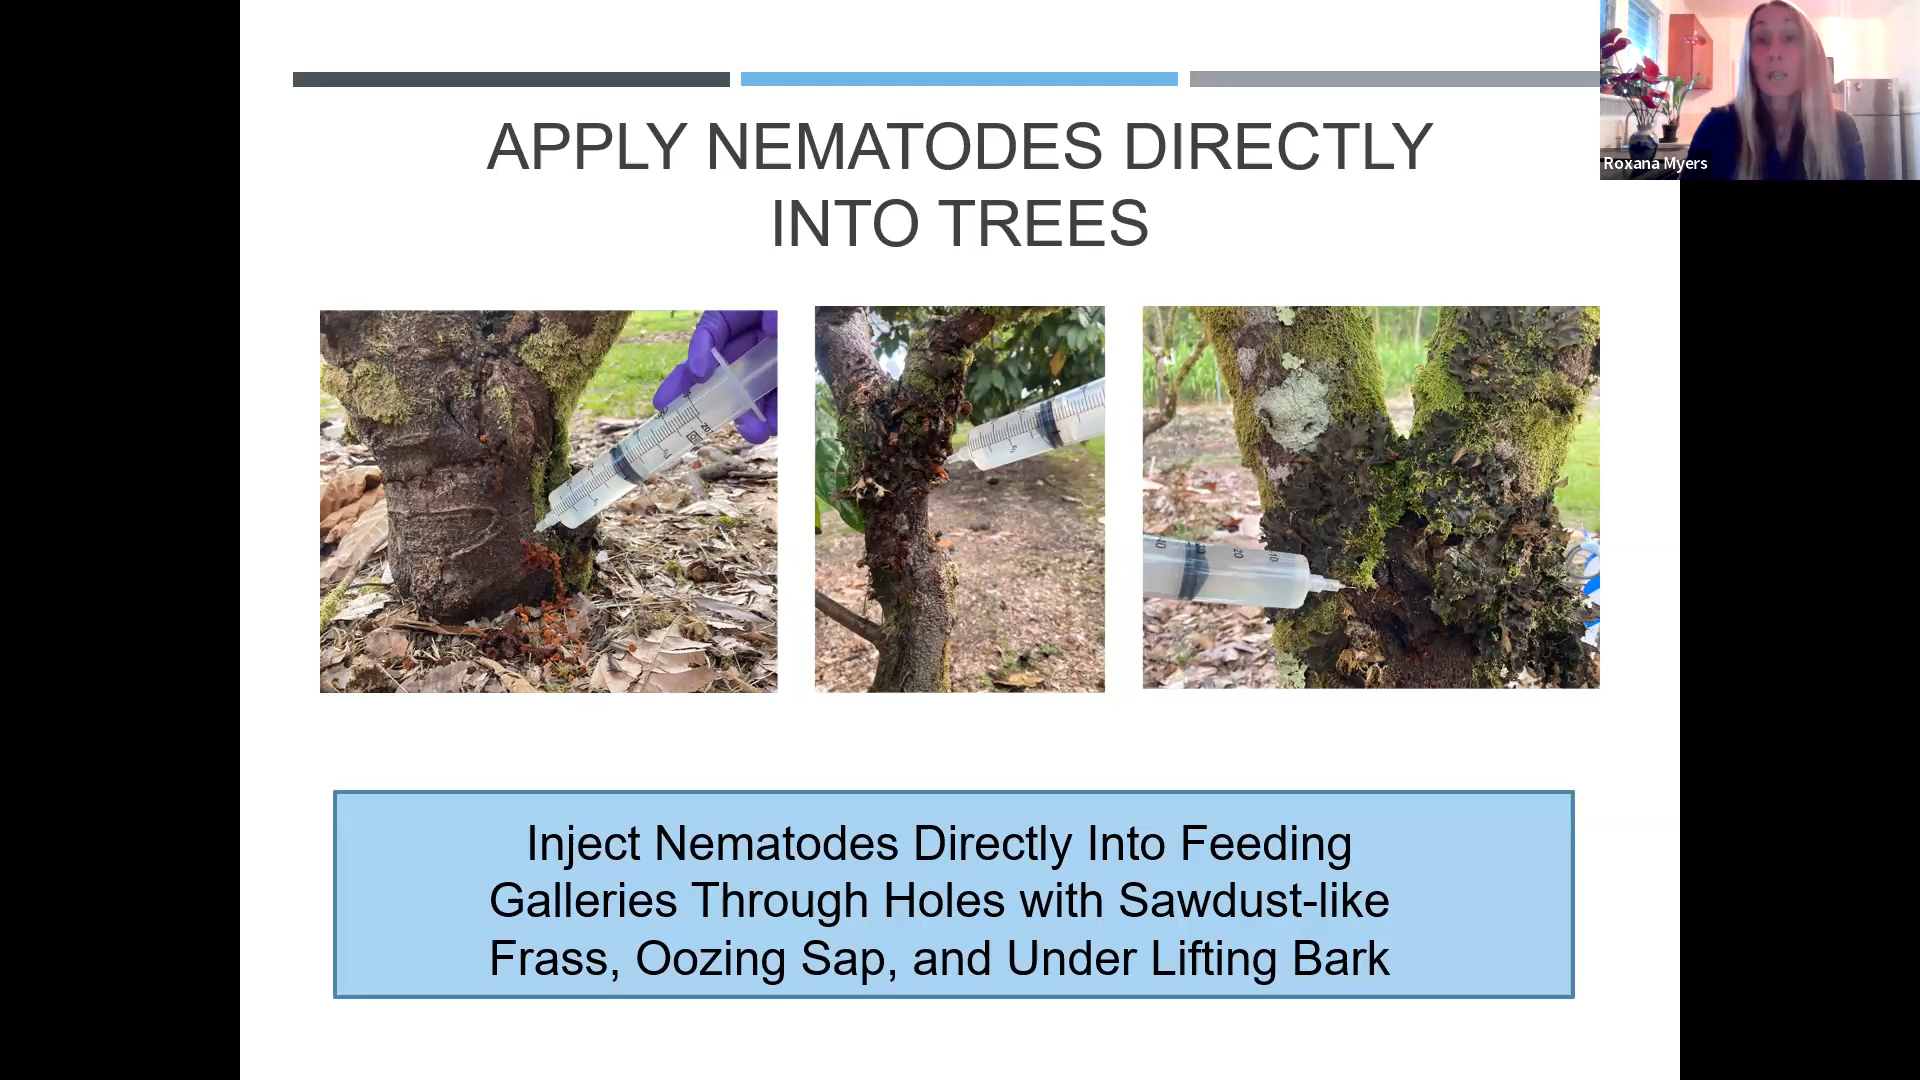 APPLY NEMATODES DIRECTLY
INTO TREES
Roxana Myers
Inject Nematodes Directly Into Feeding
Galleries Through Holes with Sawdust-like
Frass, Oozing Sap, and Under Lifting Bark